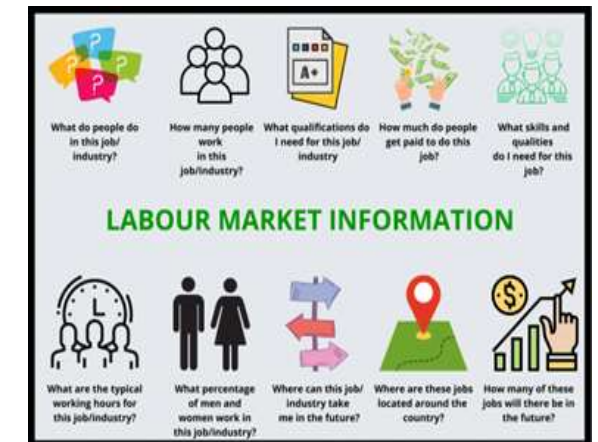 What do people do
in this job/
industry?
How many people
work
in this
job/industry?
A+
What qualifications do
I need for this job/
industry
How much do people
get paid to do this
job?
What skills and
qualities
do I need for this
job?
LABOUR MARKET INFORMATION
What are the typical
working hours for
this job/industry?
What percentage
of men and
women work in
this job/industry?
Where can this job/
industry take
me in the future?
Where are these jobs
located around the
country?
$
How many of these
jobs will there be in
the future?